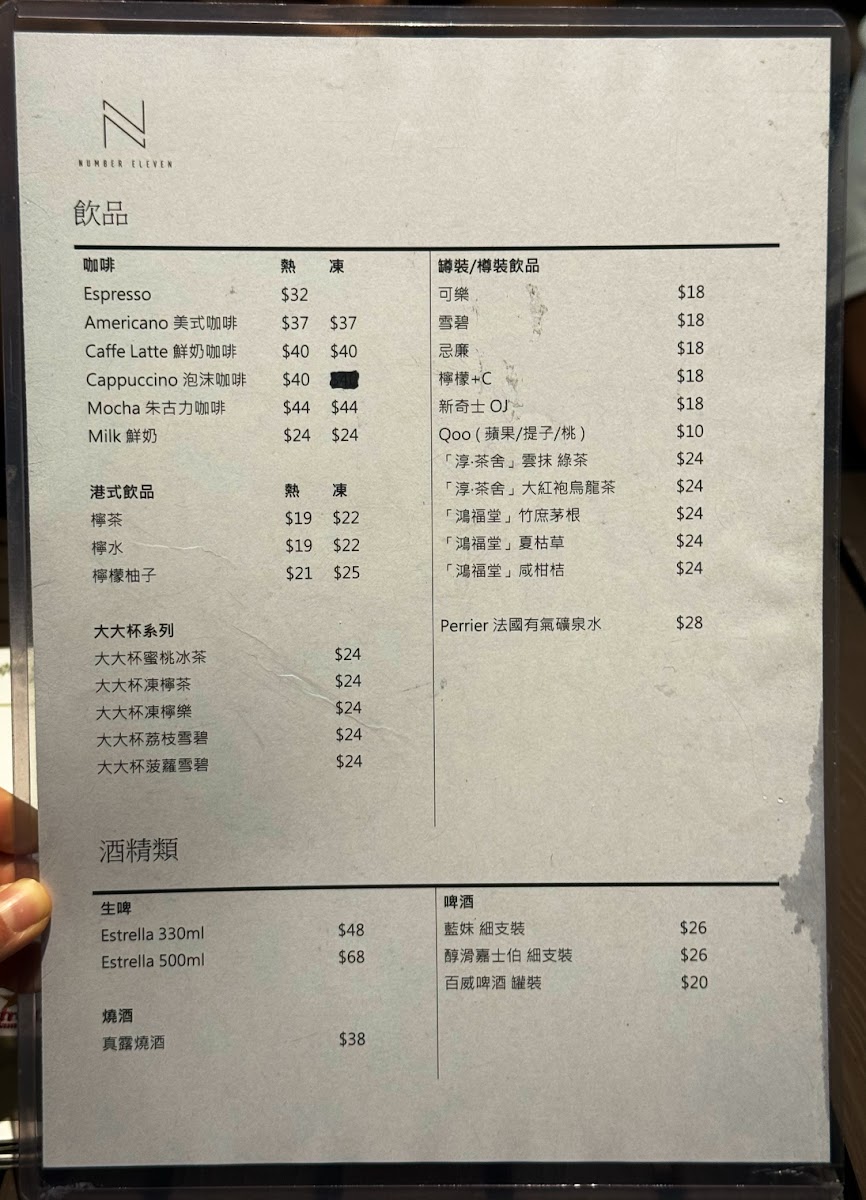 N
NUMBER ELEVEN
飲品
咖啡 熱 凍
Espresso $32
Americano 美式咖啡 $37 $37
Caffe Latte 鮮奶咖啡 $40 $40
Cappuccino 泡沫咖啡 $40
Mocha 朱古力咖啡 $44 $44
Milk 鮮奶 $24 $24
港式飲品 熱 凍
檸茶 $19 $22
檸水 $19 $22
檸檬柚子 $21 $25
大大杯系列
大大杯蜜桃冰茶 $24
大大杯凍檸茶 $24
大大杯凍檸樂 $24
大大杯荔枝雪碧 $24
大大杯菠蘿雪碧 $24
罐裝/樽裝飲品
可樂 $18
雪碧 $18
忌廉 $18
檸檬+C $18
新奇士 OJ $18
Qoo ( 蘋果/提子/桃 ) $10
「淳·茶舍」雲抹 綠茶 $24
「淳·茶舍」大紅袍烏龍茶 $24
「鴻福堂」竹庶茅根 $24
「鴻福堂」夏枯草 $24
「鴻福堂」咸柑桔 $24
Perrier 法國有氣礦泉水 $28
酒精類
生啤
Estrella 330ml $48
Estrella 500ml $68
燒酒
真露燒酒 $38
啤酒
藍妹 細支裝 $26
醇滑嘉士伯 細支裝 $26
百威啤酒 罐裝 $20